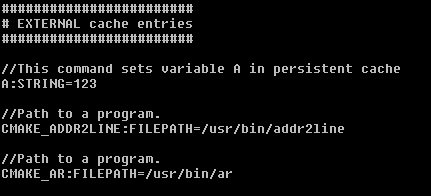 ########################
# EXTERNAL cache entries
########################
//This command sets variable A in persistent cache
A:STRING=123
//Path to a program.
CMAKE_ADDR2LINE:FILEPATH=/usr/bin/addr2line
//Path to a program.
CMAKE_AR:FILEPATH=/usr/bin/ar